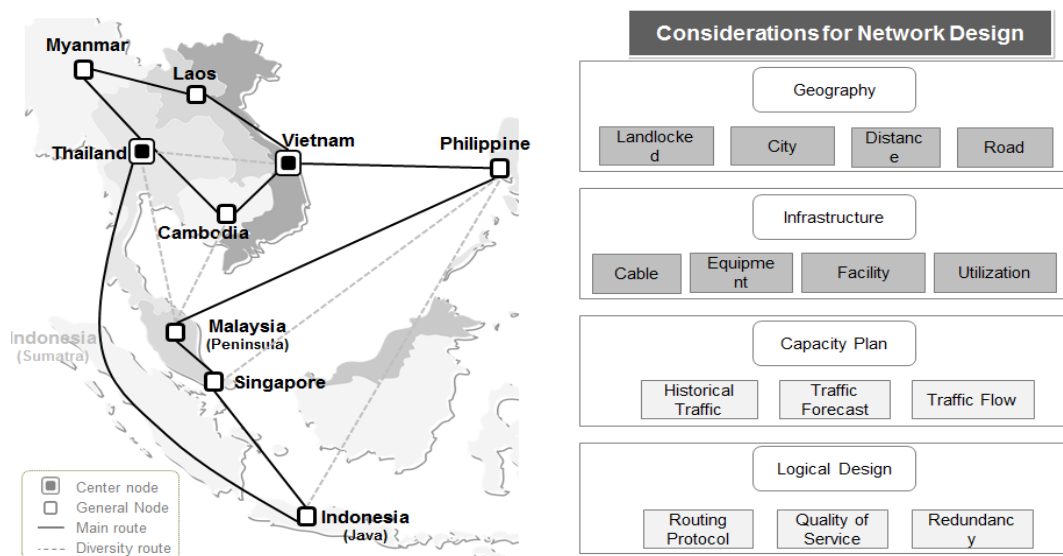 Myanmar
Laos
Thailand
Vietnam
Philippine
Cambodia
Indonesia
(Sumatra)
Malaysia
(Peninsula)
Singapore
Indonesia
(Java)
Center node
General Node
Main route
Diversity route
Considerations for Network Design
Geography
Landlocke
d
City
Distanc
e
Road
Infrastructure
Cable
Equipme
nt
Facility
Utilization
Capacity Plan
Historical
Traffic
Traffic
Forecast
Traffic Flow
Logical Design
Routing
Protocol
Quality of
Service
Redundanc
y